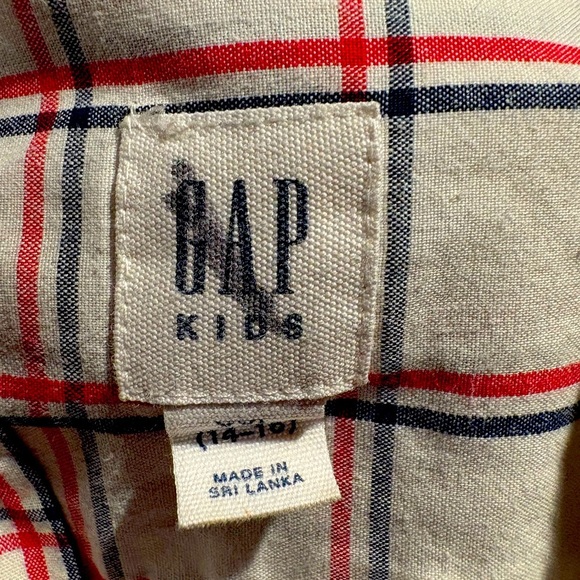 GAP
KIDS
(14-16)
MADE IN
SRI LANKA